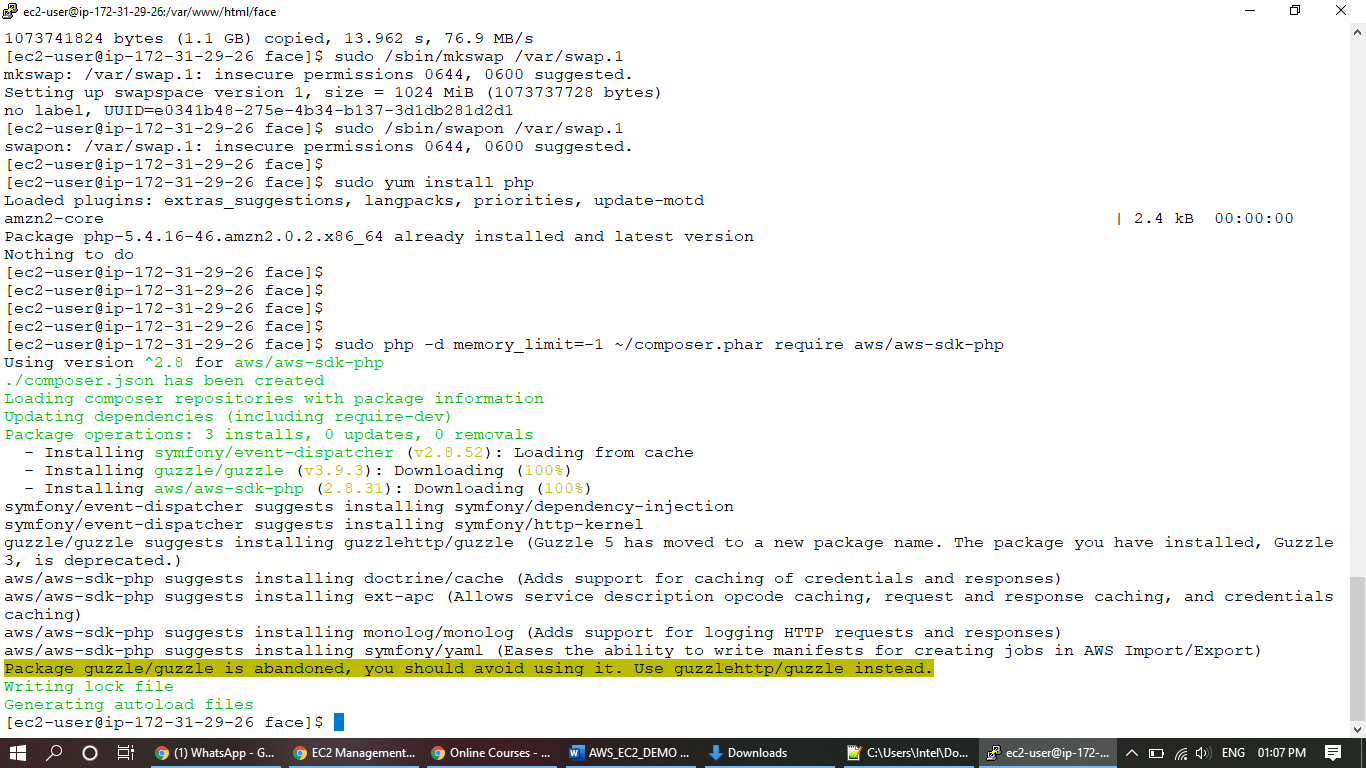 ec2-user@ip-172-31-29-26:/var/www/html/face
1073741824 bytes (1.1 GB) copied, 13.962 s, 76.9 MB/s
[ec2-user@ip-172-31-29-26 face]$ sudo /sbin/mkswap /var/swap.1
mkswap: /var/swap.1: insecure permissions 0644, 0600 suggested.
Setting up swapspace version 1, size = 1024 MiB (1073737728 bytes)
no label, UUID=e0341b48-275e-4b34-b137-3d1db281d2d1
[ec2-user@ip-172-31-29-26 face]$ sudo /sbin/swapon /var/swap.1
swapon: /var/swap.1: insecure permissions 0644, 0600 suggested.
[ec2-user@ip-172-31-29-26 face]$
[ec2-user@ip-172-31-29-26 face]$ sudo yum install php
Loaded plugins: extras_suggestions, langpacks, priorities, update-motd
amzn2-core | 2.4 kB 00:00:00
Package php-5.4.16-46.amzn2.0.2.x86_64 already installed and latest version
Nothing to do
[ec2-user@ip-172-31-29-26 face]$
[ec2-user@ip-172-31-29-26 face]$
[ec2-user@ip-172-31-29-26 face]$
[ec2-user@ip-172-31-29-26 face]$
[ec2-user@ip-172-31-29-26 face]$ sudo php -d memory_limit=-1 ~/composer.phar require aws/aws-sdk-php
Using version ^2.8 for aws/aws-sdk-php
./composer.json has been created
Loading composer repositories with package information
Updating dependencies (including require-dev)
Package operations: 3 installs, 0 updates, 0 removals
- Installing symfony/event-dispatcher (v2.8.52): Loading from cache
- Installing guzzle/guzzle (v3.9.3): Downloading (100%)
- Installing aws/aws-sdk-php (2.8.31): Downloading (100%)
symfony/event-dispatcher suggests installing symfony/dependency-injection
symfony/event-dispatcher suggests installing symfony/http-kernel
guzzle/guzzle suggests installing guzzlehttp/guzzle (Guzzle 5 has moved to a new package name. The package you have installed, Guzzle
3, is deprecated.)
aws/aws-sdk-php suggests installing doctrine/cache (Adds support for caching of credentials and responses)
aws/aws-sdk-php suggests installing ext-apc (Allows service description opcode caching, request and response caching, and credentials
caching)
aws/aws-sdk-php suggests installing monolog/monolog (Adds support for logging HTTP requests and responses)
aws/aws-sdk-php suggests installing symfony/yaml (Eases the ability to write manifests for creating jobs in AWS Import/Export)
Package guzzle/guzzle is abandoned, you should avoid using it. Use guzzlehttp/guzzle instead.
Writing lock file
Generating autoload files
[ec2-user@ip-172-31-29-26 face]$
(1) WhatsApp - G... EC2 Management... Online Courses - ... AWS_EC2_DEMO ... Downloads C:\Users\Intel\Do... ec2-user@ip-172-... ENG 01:07 PM